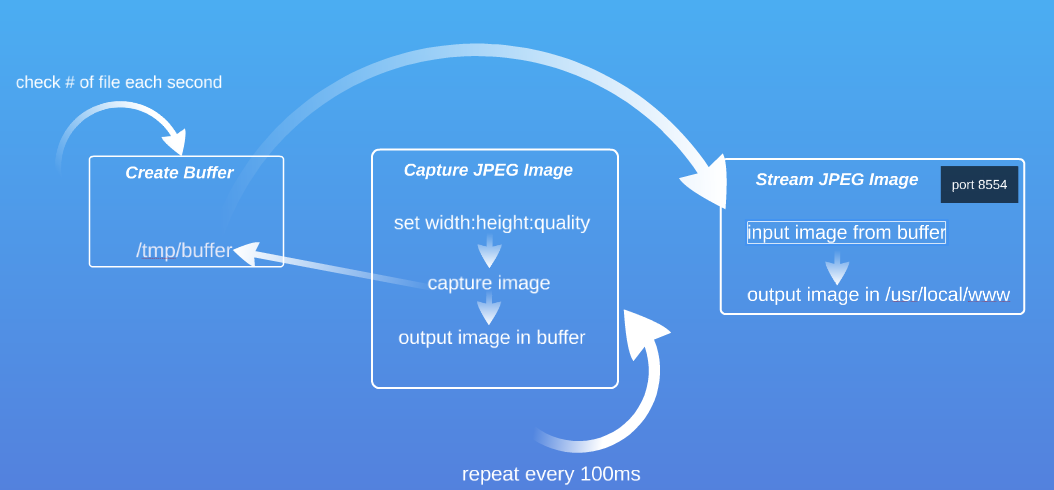 check # of file each second
Create Buffer
/tmp/buffer
Capture JPEG Image
set width:height:quality
capture image
output image in buffer
repeat every 100ms
Stream JPEG Image
port 8554
input image from buffer
output image in /usr/local/www